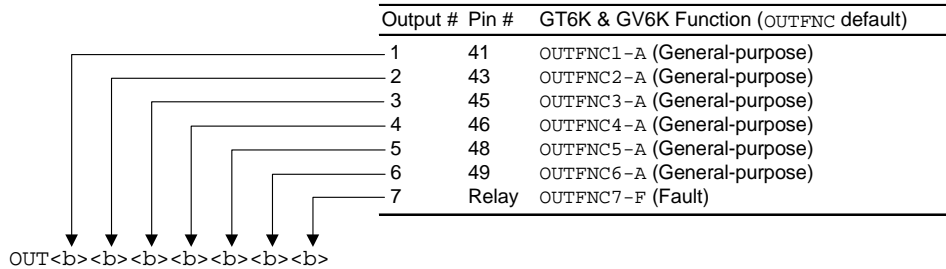 Output # Pin # GT6K & GV6K Function (OUTFNC default)
1 41 OUTFNC1-A (General-purpose)
2 43 OUTFNC2-A (General-purpose)
3 45 OUTFNC3-A (General-purpose)
4 46 OUTFNC4-A (General-purpose)
5 48 OUTFNC5-A (General-purpose)
6 49 OUTFNC6-A (General-purpose)
7 Relay OUTFNC7-F (Fault)
OUT<b><b><b><b><b><b><b>